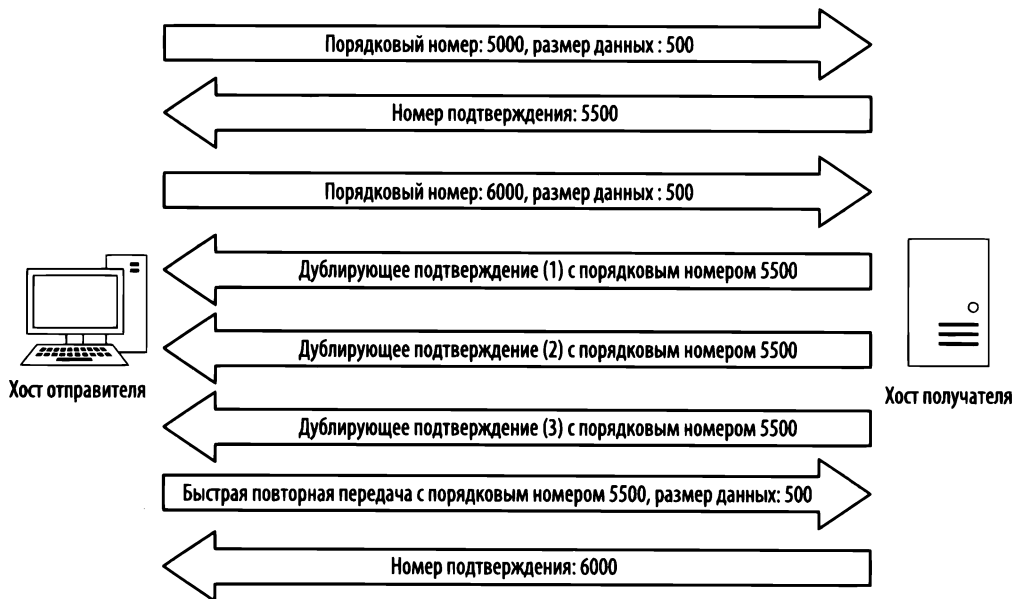 Порядковый номер: 5000, размер данных : 500
Номер подтверждения: 5500
Порядковый номер: 6000, размер данных : 500
Дублирующее подтверждение (1) с порядковым номером 5500
Дублирующее подтверждение (2) с порядковым номером 5500
Хост отправителя
Хост получателя
Дублирующее подтверждение (3) с порядковым номером 5500
Быстрая повторная передача с порядковым номером 5500, размер данных: 500
Номер подтверждения: 6000